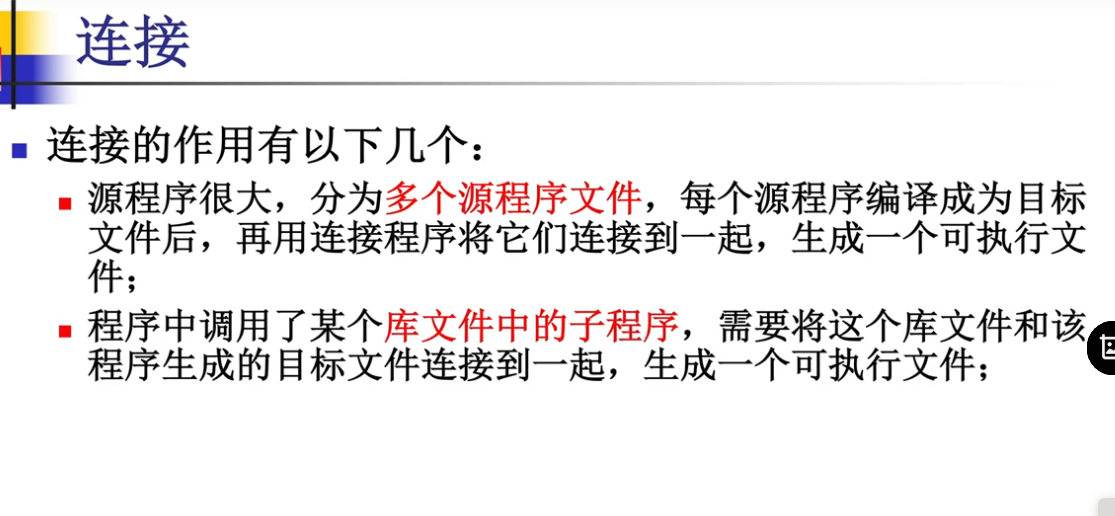 连接
连接的作用有以下几个：
源程序很大，分为多个源程序文件，每个源程序编译成为目标
文件后，再用连接程序将它们连接到一起，生成一个可执行文
件；
程序中调用了某个库文件中的子程序，需要将这个库文件和该
程序生成的目标文件连接到一起，生成一个可执行文件；